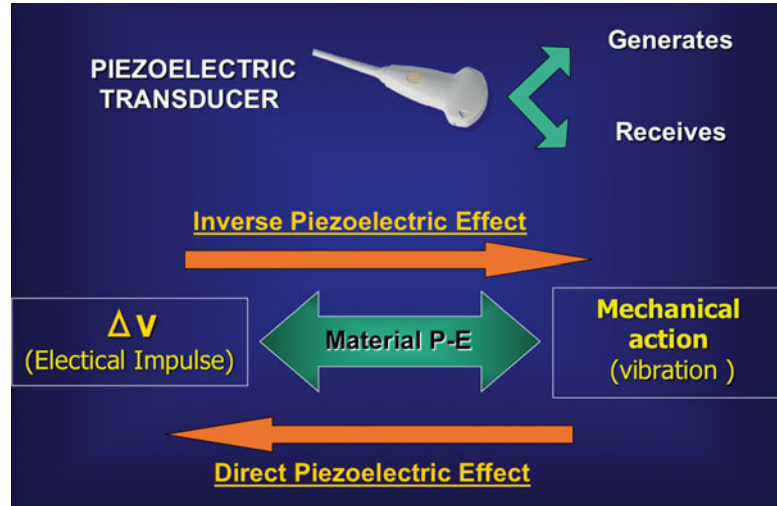 PIEZOELECTRIC
TRANSDUCER
Generates
Receives
Inverse Piezoelectric Effect
Δv
(Electical Impulse)
Material P-E
Mechanical
action
(vibration )
Direct Piezoelectric Effect